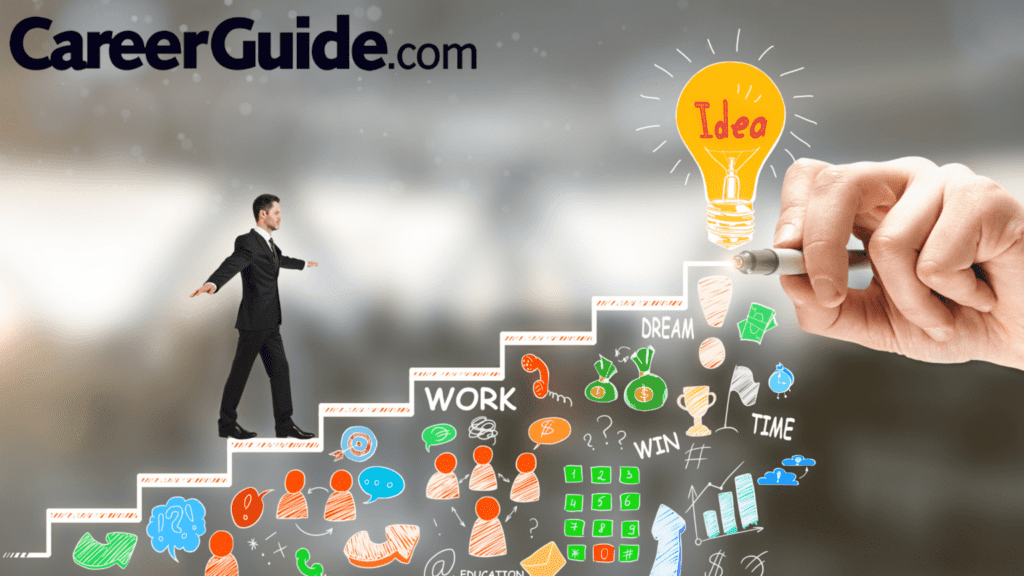 CareerGuide.com
Idea
DREAM
WORK
TIME
WIN
!?!
$
$
$
? ? ?
#
1 2 3
4 5 6
7 8 9
* 0 #
!
?
@
EDUCATION
$